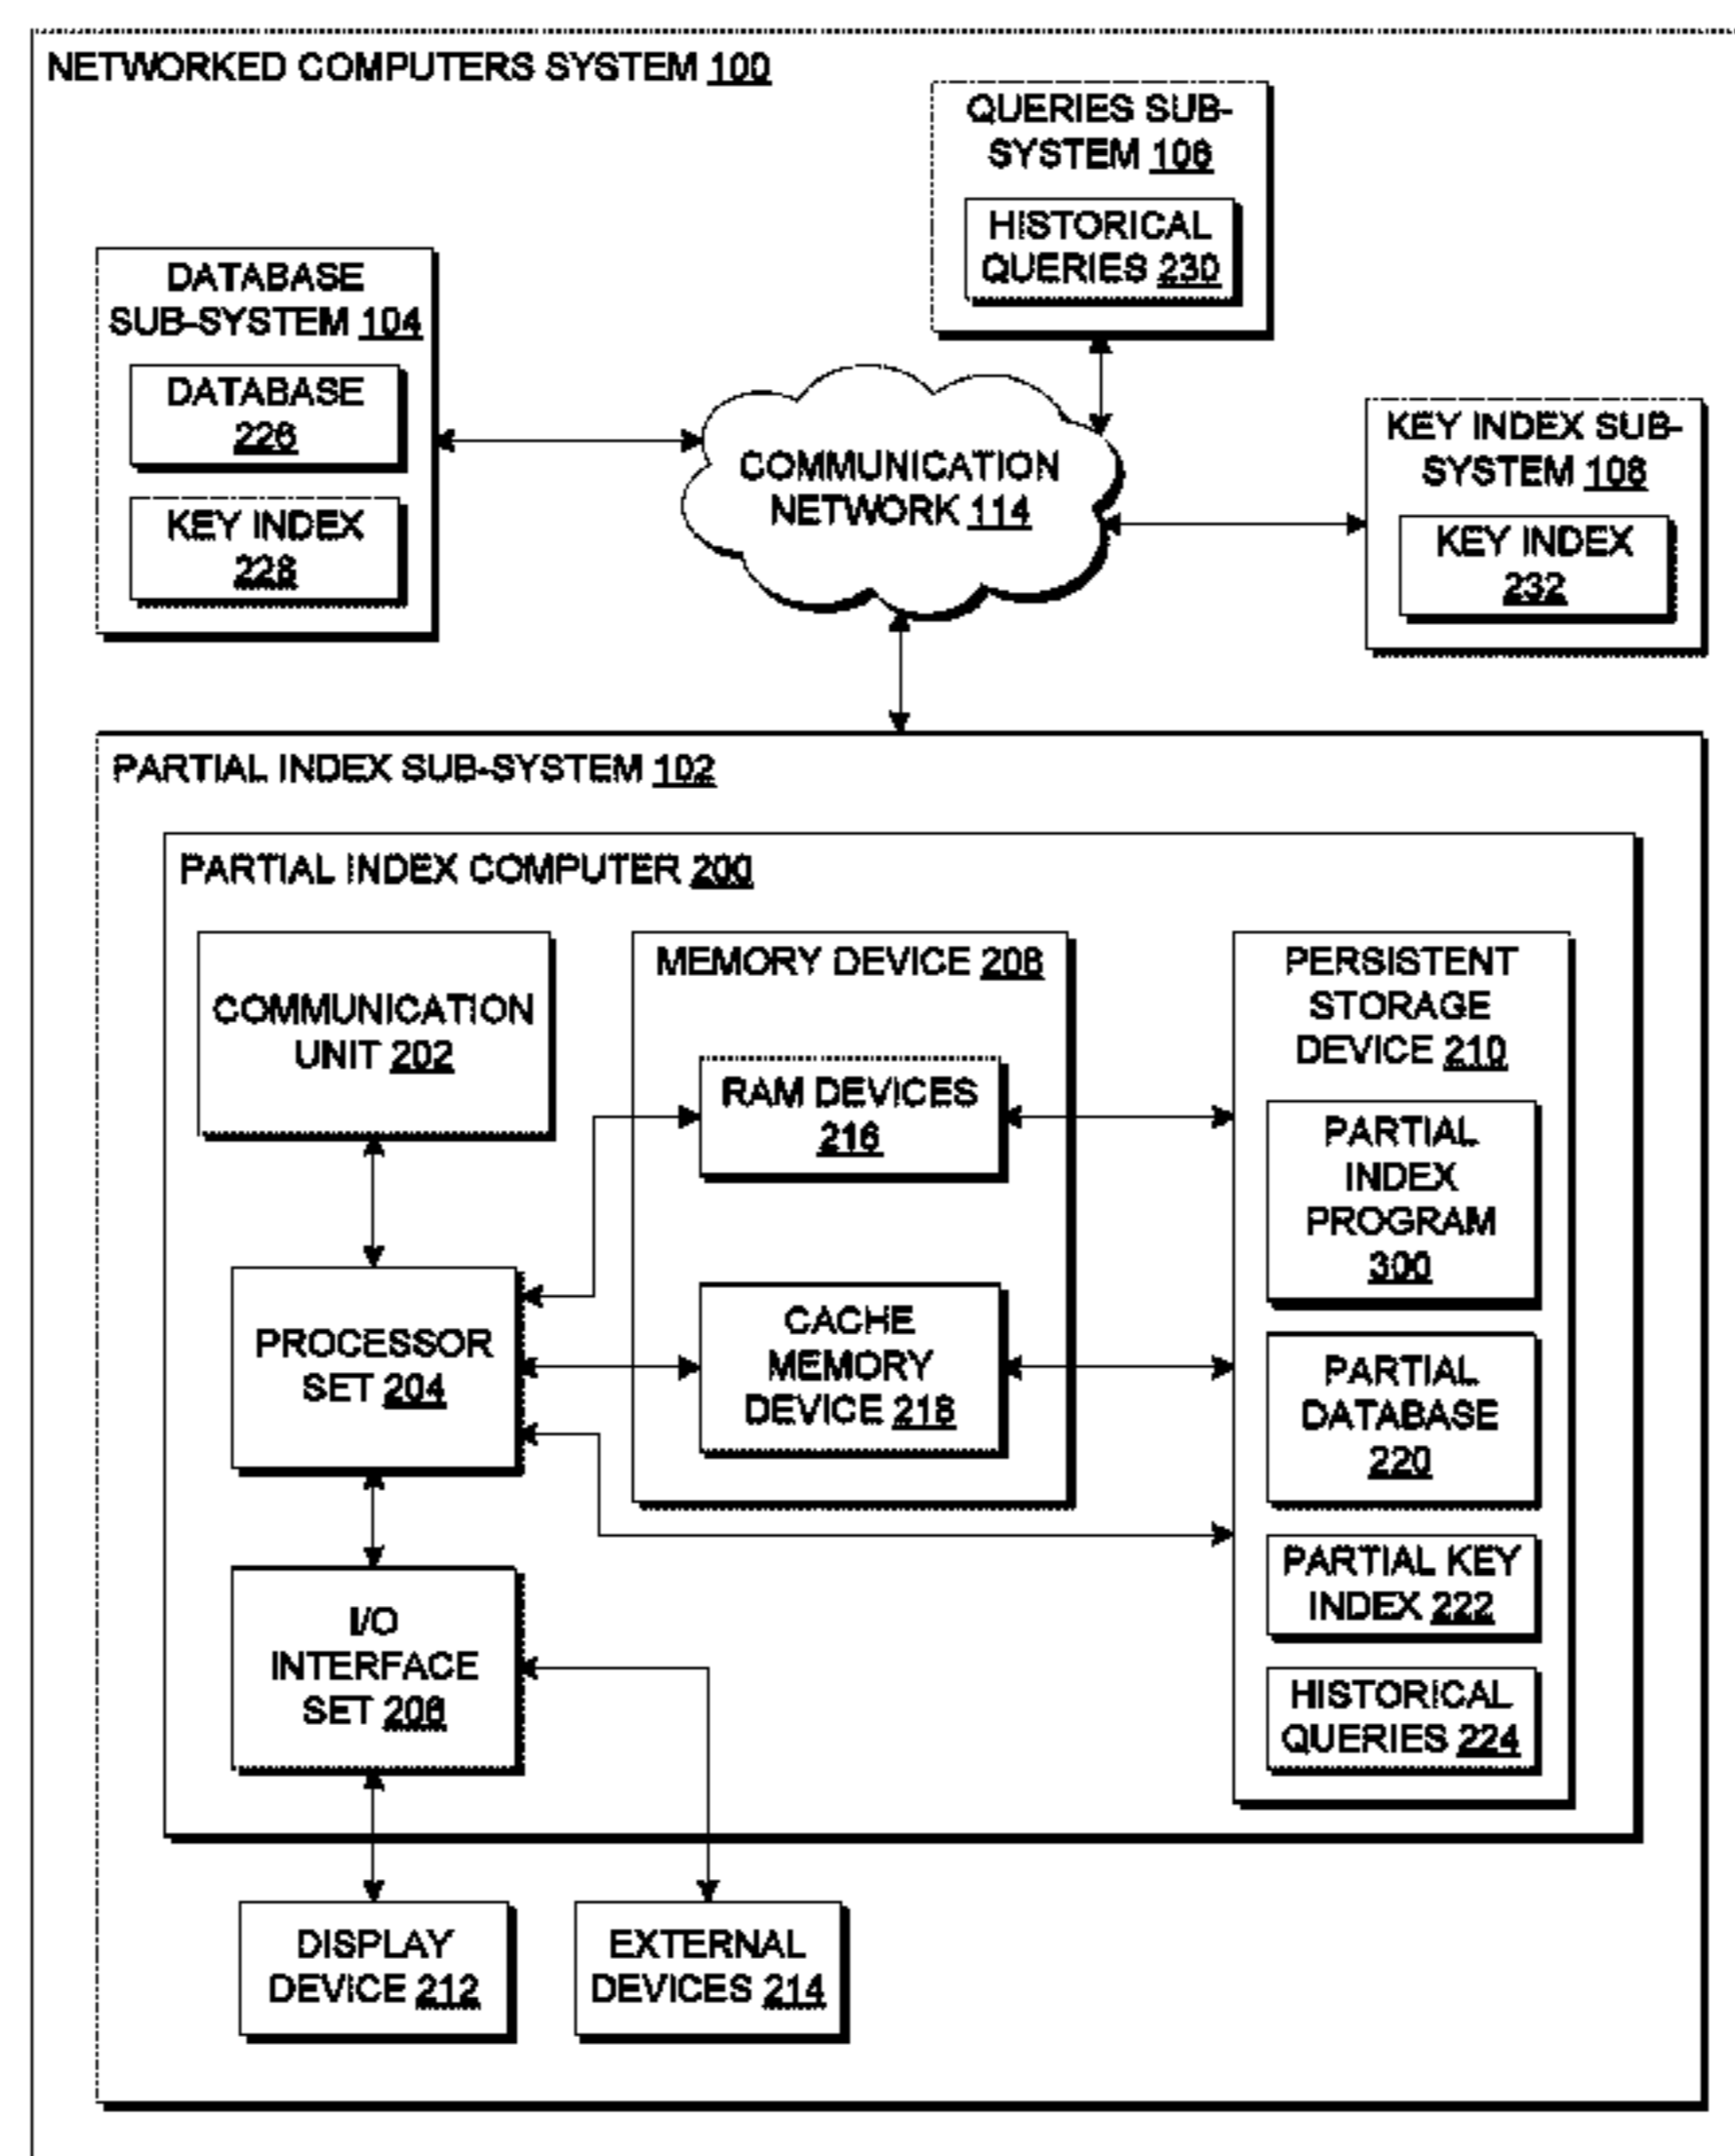 NETWORKED COMPUTERS SYSTEM 100
QUERIES SUB-
SYSTEM 106
HISTORICAL
QUERIES 230
DATABASE
SUB-SYSTEM 104
DATABASE
226
KEY INDEX
228
COMMUNICATION
NETWORK 114
KEY INDEX SUB-
SYSTEM 108
KEY INDEX
232
PARTIAL INDEX SUB-SYSTEM 102
PARTIAL INDEX COMPUTER 200
COMMUNICATION
UNIT 202
MEMORY DEVICE 208
RAM DEVICES
216
CACHE
MEMORY
DEVICE 218
PROCESSOR
SET 204
I/O
INTERFACE
SET 206
PERSISTENT
STORAGE
DEVICE 210
PARTIAL
INDEX
PROGRAM
300
PARTIAL
DATABASE
220
PARTIAL KEY
INDEX 222
HISTORICAL
QUERIES 224
DISPLAY
DEVICE 212
EXTERNAL
DEVICES 214